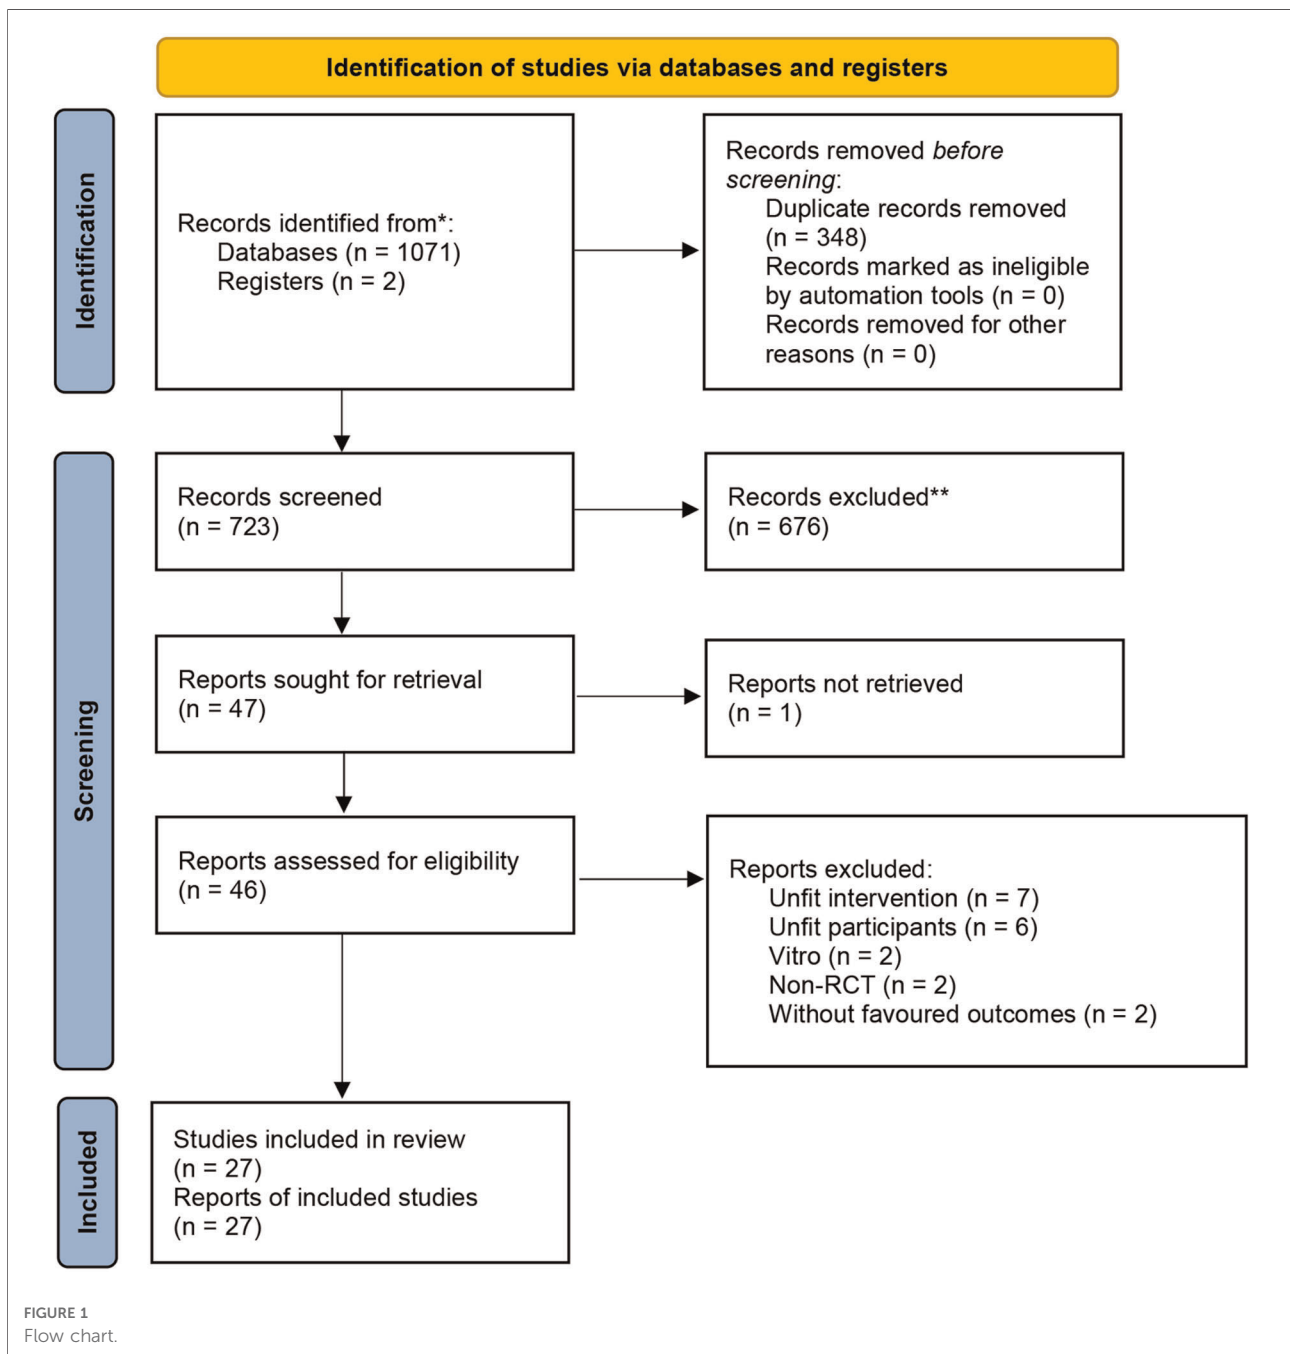 Identification of studies via databases and registers
Identification
Records identified from*:
Databases (n = 1071)
Registers (n = 2)
Records removed before
screening:
Duplicate records removed
(n = 348)
Records marked as ineligible
by automation tools (n = 0)
Records removed for other
reasons (n = 0)
Screening
Records screened
(n = 723)
Records excluded**
(n = 676)
Reports sought for retrieval
(n = 47)
Reports not retrieved
(n = 1)
Reports assessed for eligibility
(n = 46)
Reports excluded:
Unfit intervention (n = 7)
Unfit participants (n = 6)
Vitro (n = 2)
Non-RCT (n = 2)
Without favoured outcomes (n = 2)
Included
Studies included in review
(n = 27)
Reports of included studies
(n = 27)
FIGURE 1
Flow chart.